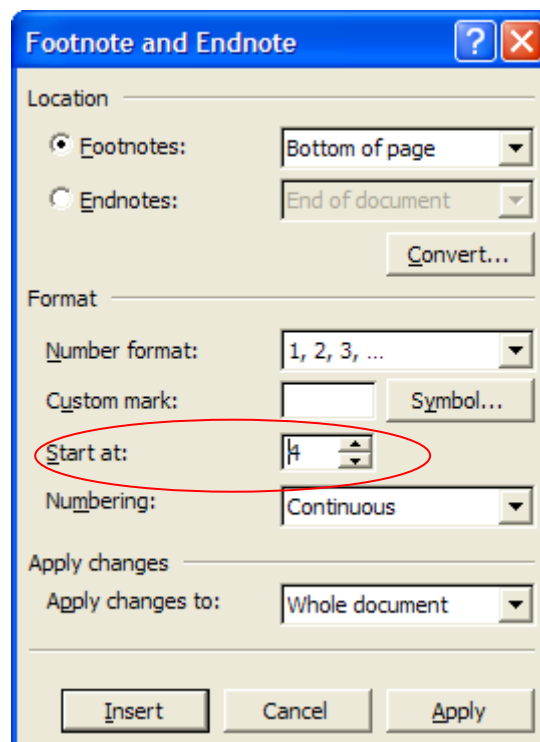 Footnote and Endnote ?
Location
Footnotes: Bottom of page
Endnotes: End of document
Convert...
Format
Number format: 1, 2, 3, ...
Custom mark: Symbol...
Start at: 4
Numbering: Continuous
Apply changes
Apply changes to: Whole document
Insert Cancel Apply